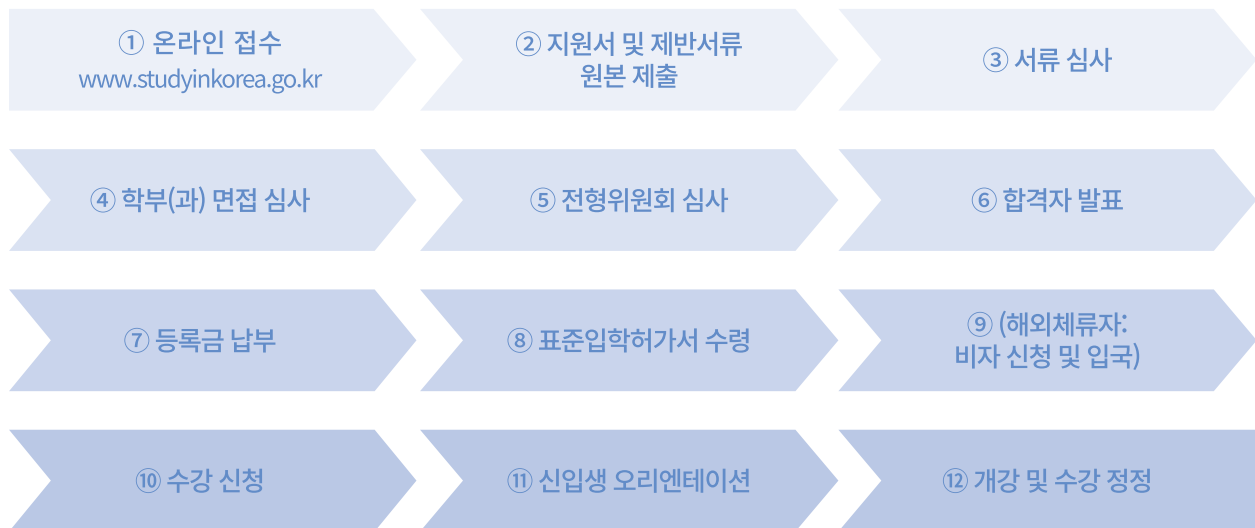 ① 온라인 접수
www.studyinkorea.go.kr
② 지원서 및 제반서류
원본 제출
③ 서류 심사
④ 학부(과) 면접 심사
⑤ 전형위원회 심사
⑥ 합격자 발표
⑦ 등록금 납부
⑧ 표준입학허가서 수령
⑨ (해외체류자:
비자 신청 및 입국)
⑩ 수강 신청
⑪ 신입생 오리엔테이션
⑫ 개강 및 수강 정정